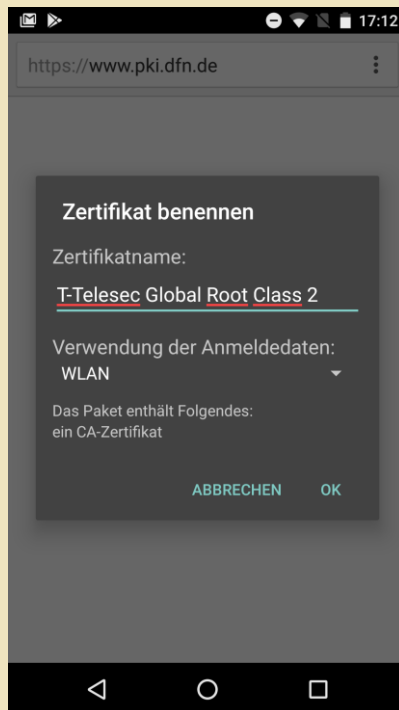 17:12
https://www.pki.dfn.de
Zertifikat benennen
Zertifikatname:
T-Telesec Global Root Class 2
Verwendung der Anmeldedaten:
WLAN
Das Paket enthält Folgendes:
ein CA-Zertifikat
ABBRECHEN OK